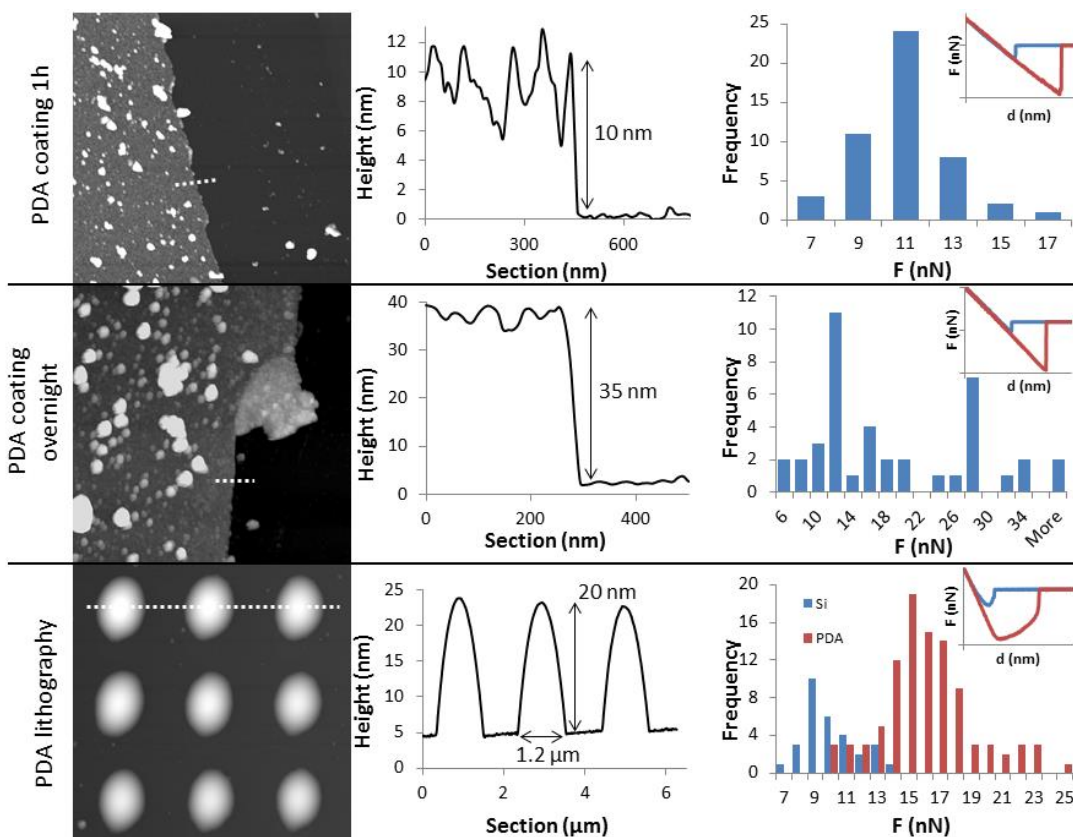 PDA coating 1h
Height (nm)
12
10
8
6
4
2
0
10 nm
0
300
600
Section (nm)
Frequency
25
20
15
10
5
0
7
9
11
13
15
17
F (nN)
F (nN)
d (nm)
PDA coating
overnight
Height (nm)
40
30
20
10
0
35 nm
0
200
400
Section (nm)
Frequency
12
10
8
6
4
2
0
6
10
14
18
22
26
30
34
More
F (nN)
F (nN)
d (nm)
PDA lithography
Height (nm)
25
20
15
10
5
0
20 nm
1.2 µm
0
2
4
6
Section (µm)
Frequency
20
16
12
8
4
0
Si
PDA
7
9
11
13
15
17
19
21
23
25
F (nN)
F (nN)
d (nm)